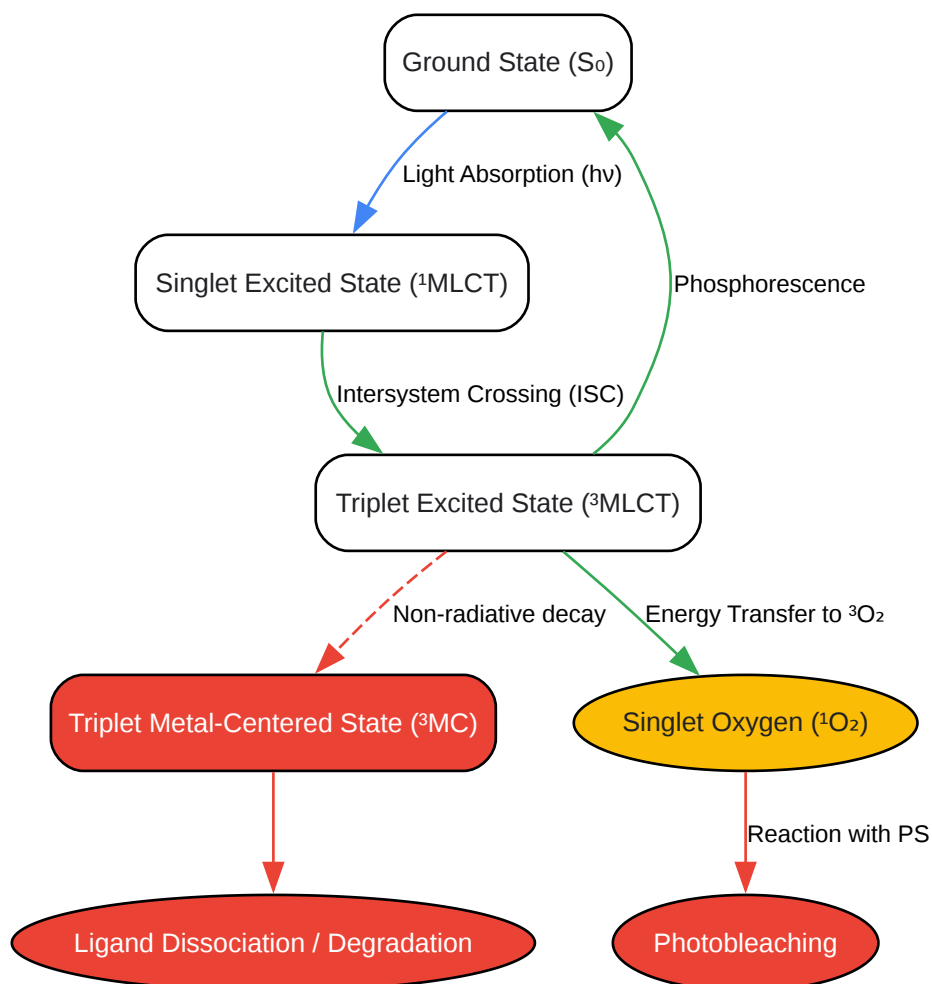 Ground State (S₀)
Light Absorption (hν)
Singlet Excited State (¹MLCT)
Phosphorescence
Intersystem Crossing (ISC)
Triplet Excited State (³MLCT)
Non-radiative decay
Energy Transfer to ³O₂
Triplet Metal-Centered State (³MC)
Singlet Oxygen (¹O₂)
Reaction with PS
Ligand Dissociation / Degradation
Photobleaching